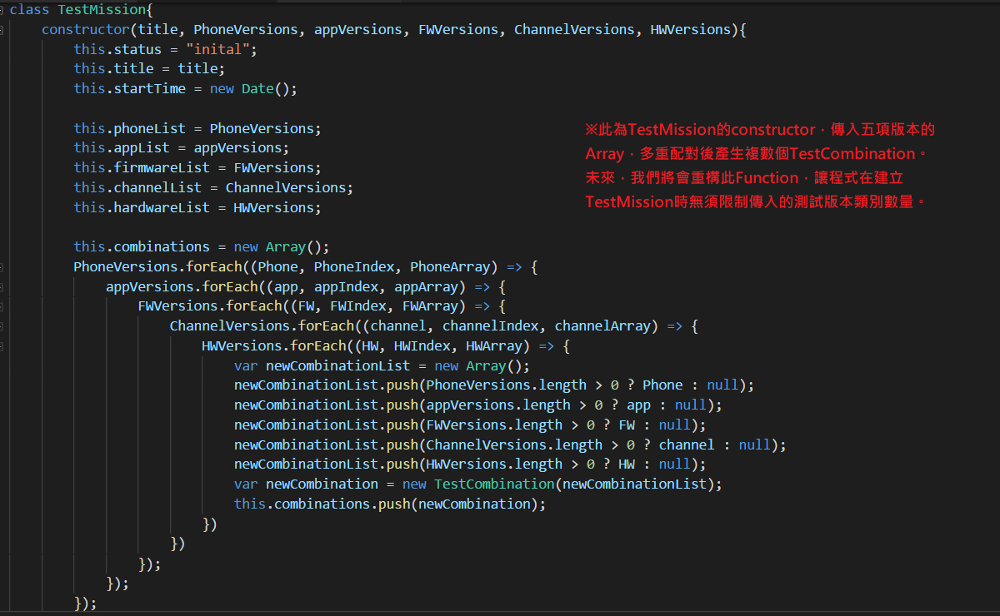 class TestMission{
constructor(title, PhoneVersions, appVersions, FWVersions, ChannelVersions, HWVersions){
this.status = "inital";
this.title = title;
this.startTime = new Date();
this.phoneList = PhoneVersions;
this.appList = appVersions;
this.firmwareList = FWVersions;
this.channelList = ChannelVersions;
this.hardwareList = HWVersions;
※此為TestMission的constructor，傳入五項版本的
Array，多重配對後產生複數個TestCombination。
未來，我們將會重構此Function，讓程式在建立
TestMission時無須限制傳入的測試版本類別數量。
this.combinations = new Array();
PhoneVersions.forEach((Phone, PhoneIndex, PhoneArray) => {
appVersions.forEach((app, appIndex, appArray) => {
FWVersions.forEach((FW, FWIndex, FWArray) => {
ChannelVersions.forEach((channel, channelIndex, channelArray) => {
HWVersions.forEach((HW, HWIndex, HWArray) => {
var newCombinationList = new Array();
newCombinationList.push(PhoneVersions.length > 0 ? Phone : null);
newCombinationList.push(appVersions.length > 0 ? app : null);
newCombinationList.push(FWVersions.length > 0 ? FW : null);
newCombinationList.push(ChannelVersions.length > 0 ? channel : null);
newCombinationList.push(HWVersions.length > 0 ? HW : null);
var newCombination = new TestCombination(newCombinationList);
this.combinations.push(newCombination);
})
})
});
});
});